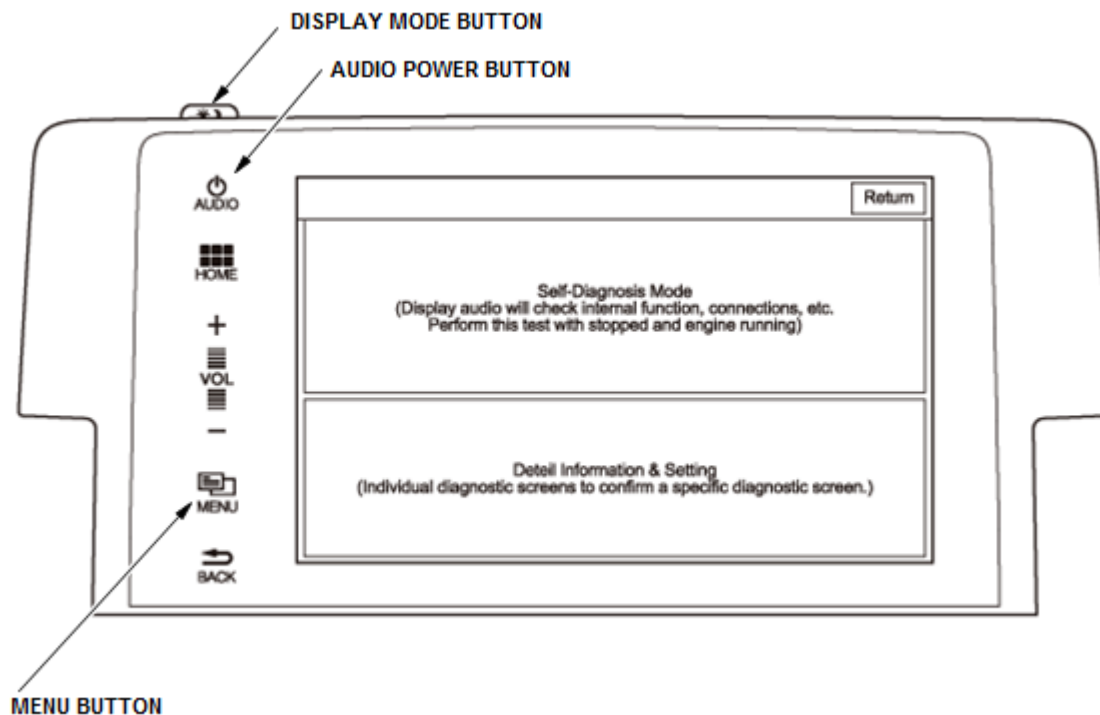 DISPLAY MODE BUTTON
AUDIO POWER BUTTON
AUDIO
Return
HOME
Self-Diagnosis Mode
(Display audio will check internal function, connections, etc.
Perform this test with stopped and engine running)
+
VOL
−
Deteil Information & Setting
(Individual diagnostic screens to confirm a specific diagnostic screen.)
MENU
BACK
MENU BUTTON